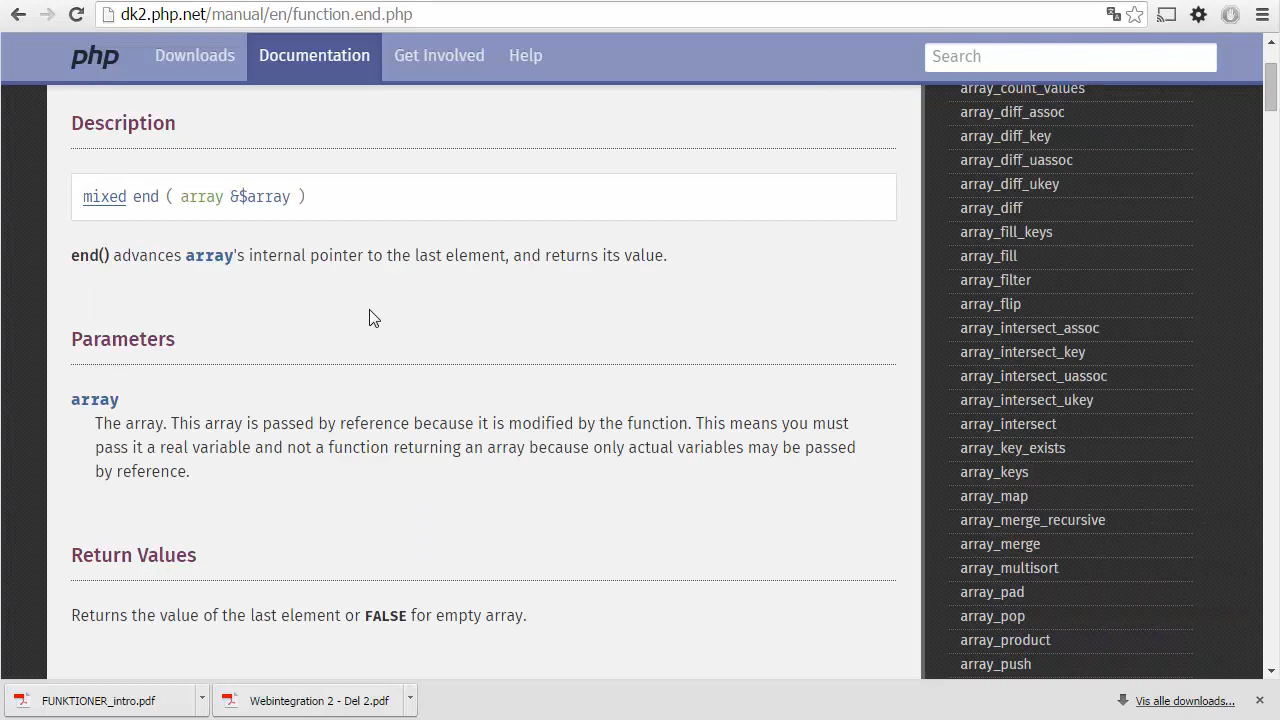 dk2.php.net/manual/en/function.end.php
php Downloads Documentation Get Involved Help Search
Description
mixed end ( array &$array )
end() advances array's internal pointer to the last element, and returns its value.
Parameters
array
The array. This array is passed by reference because it is modified by the function. This means you must
pass it a real variable and not a function returning an array because only actual variables may be passed
by reference.
Return Values
Returns the value of the last element or FALSE for empty array.
array_count_values
array_diff_assoc
array_diff_key
array_diff_uassoc
array_diff_ukey
array_diff
array_fill_keys
array_fill
array_filter
array_flip
array_intersect_assoc
array_intersect_key
array_intersect_uassoc
array_intersect_ukey
array_intersect
array_key_exists
array_keys
array_map
array_merge_recursive
array_merge
array_multisort
array_pad
array_pop
array_product
array_push
FUNKTIONER_intro.pdf Webintegration 2 - Del 2.pdf Vis alle downloads...